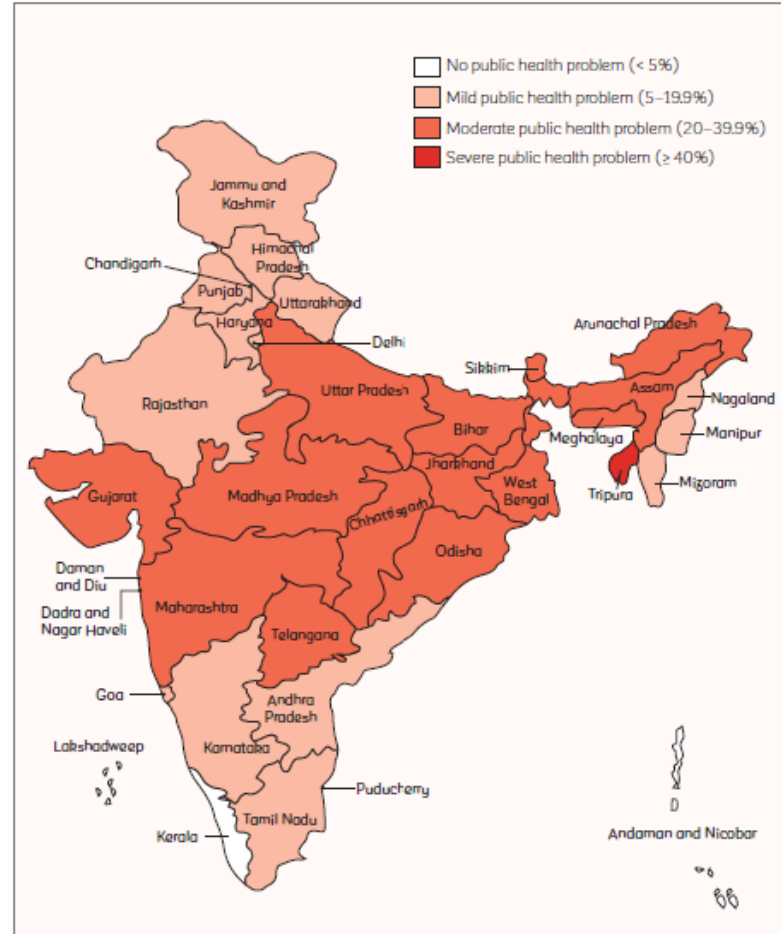 No public health problem (< 5%)
Mild public health problem (5–19.9%)
Moderate public health problem (20–39.9%)
Severe public health problem (≥ 40%)
Jammu and
Kashmir
Himachal
Pradesh
Chandigarh
Punjab
Uttarakhand
Haryana
Delhi
Arunachal Pradesh
Sikkim
Rajasthan
Uttar Pradesh
Assam
Nagaland
Bihar
Meghalaya
Manipur
Jharkhand
Gujarat
Madhya Pradesh
West
Bengal
Tripura
Mizoram
Chhattisgarh
Odisha
Daman
and Diu
Maharashtra
Dadra and
Nagar Haveli
Telangana
Goa
Andhra
Pradesh
Lakshadweep
Karnataka
Puducherry
Tamil Nadu
Kerala
Andaman and Nicobar